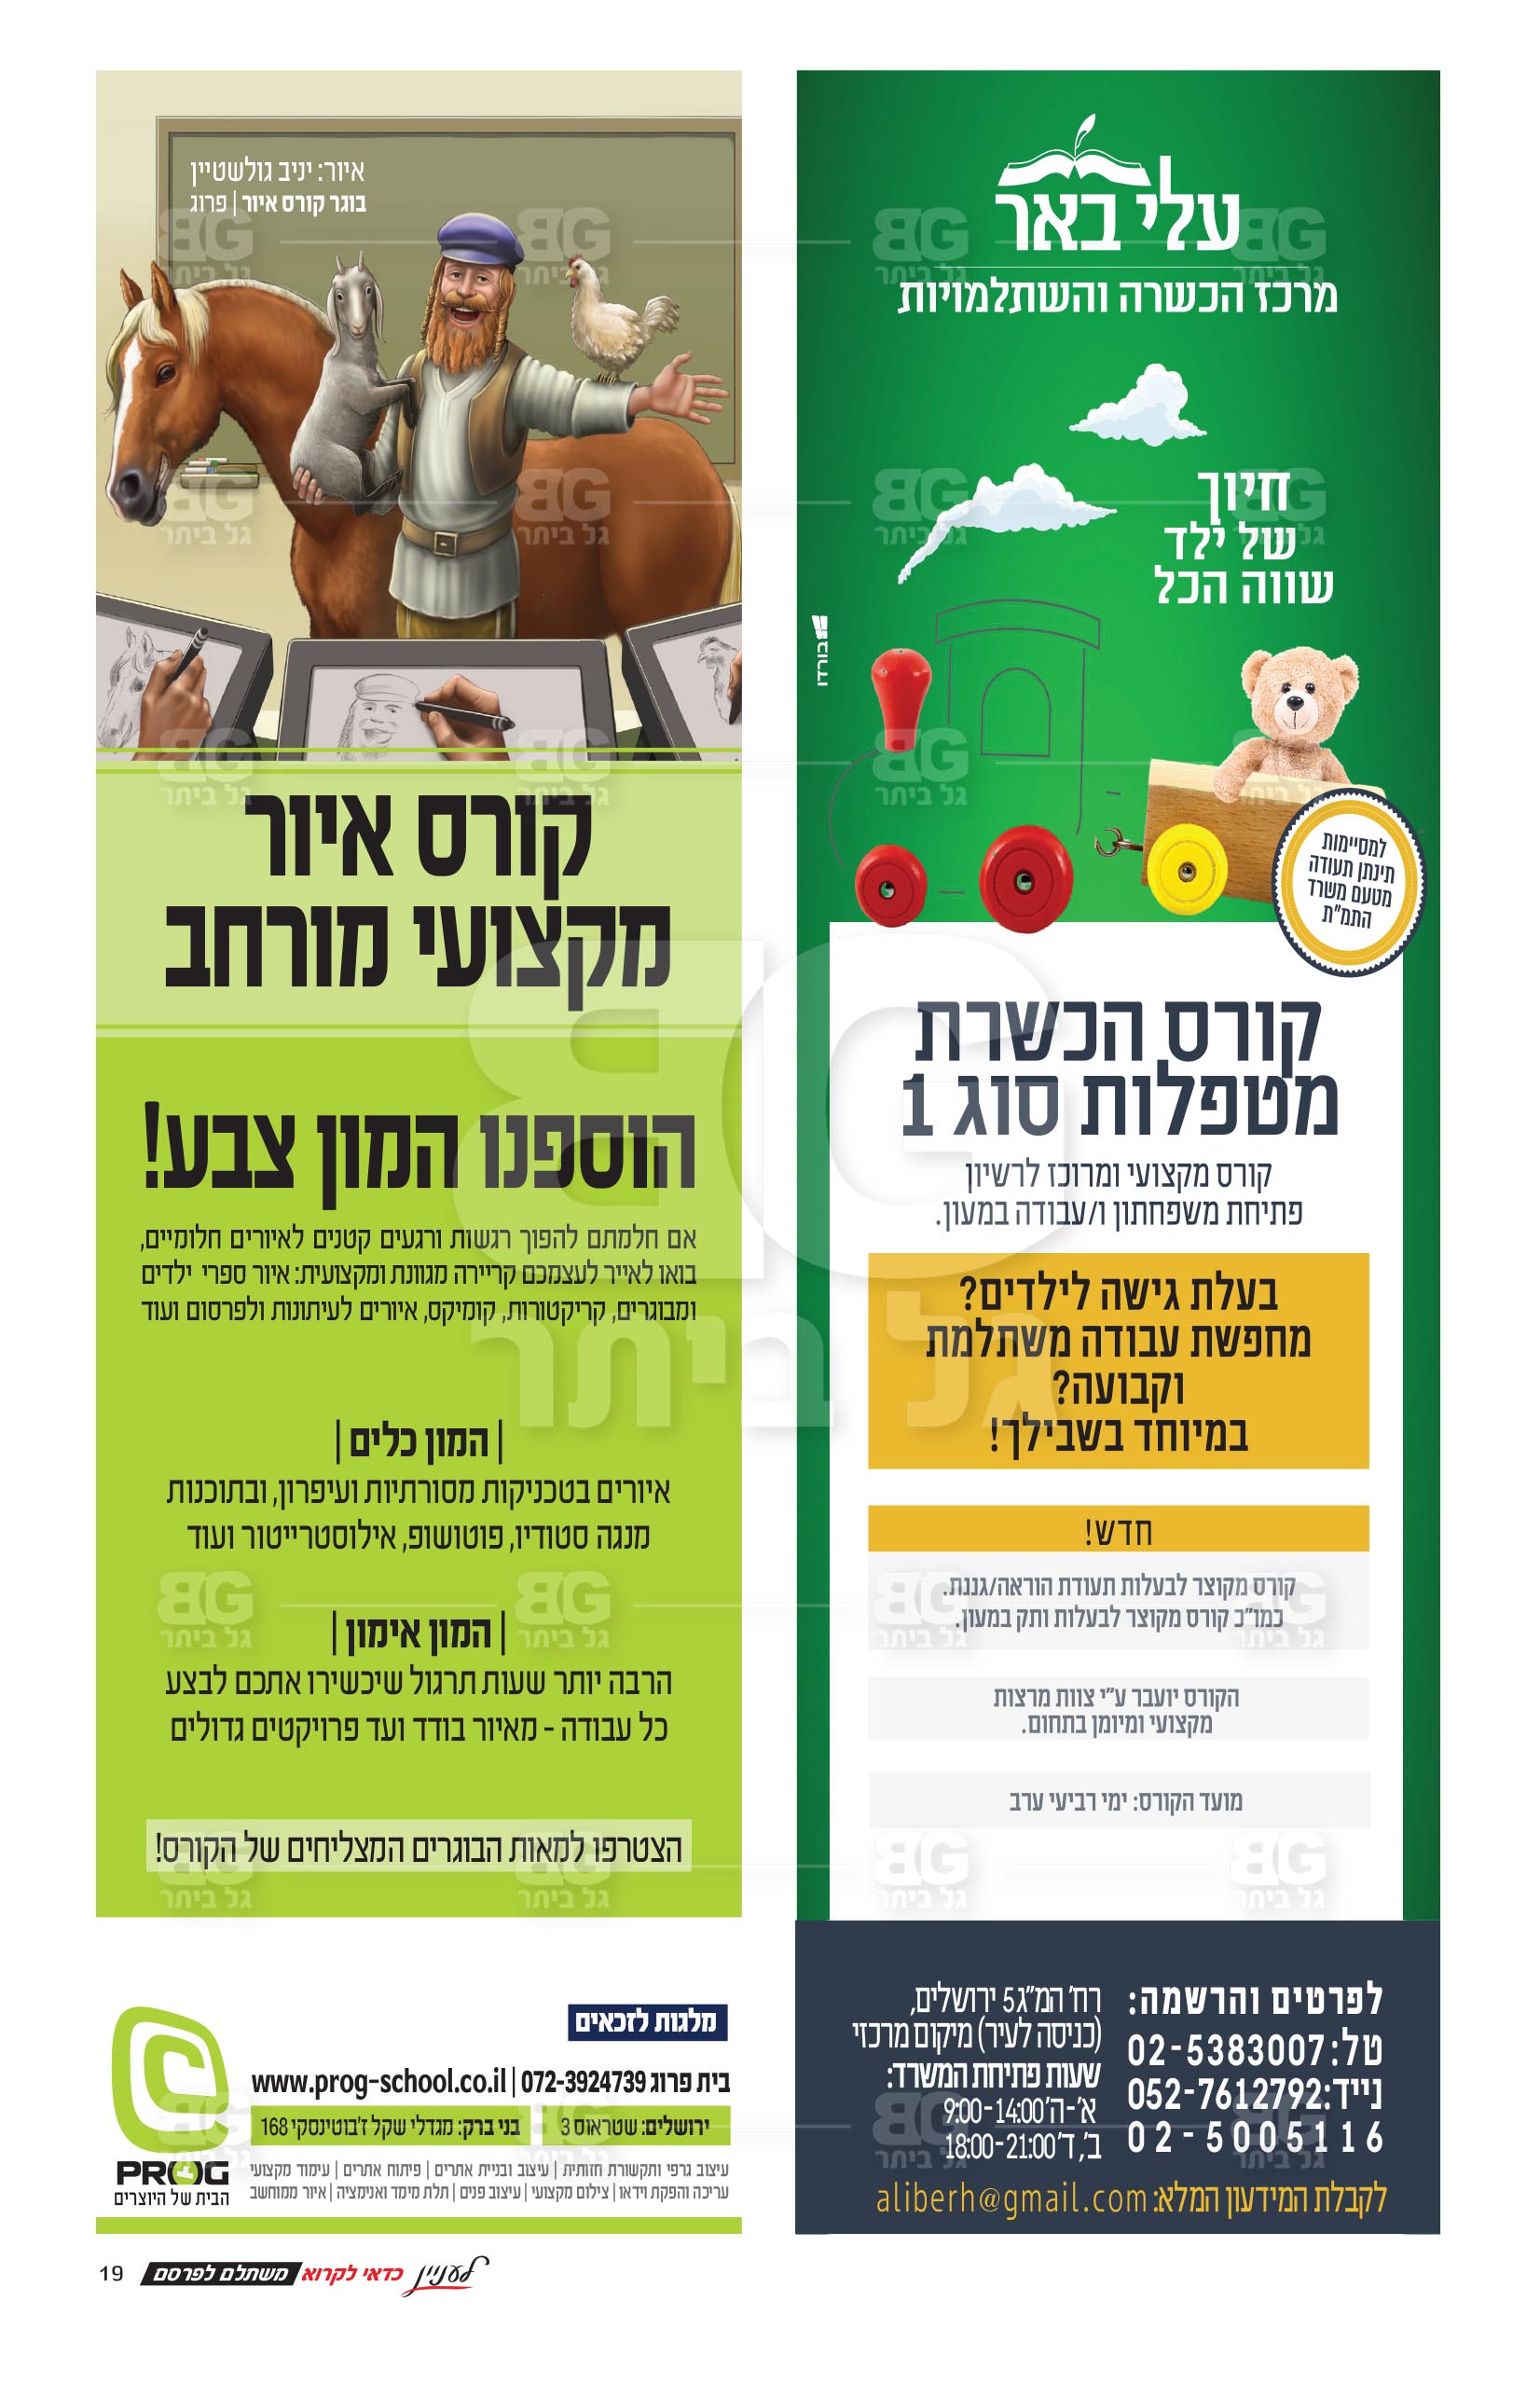 עלי באר
מרכז הכשרה והשתלמויות
חיוך
של ילד
שווה הכל
בורדו
למסיימות
תינתן תעודה
מטעם משרד
התמ"ת
קורס הכשרת
מטפלות סוג 1
קורס מקצועי ומרוכז לרשיון
פתיחת משפחתון ו/עבודה במעון.
בעלת גישה לילדים?
מחפשת עבודה משתלמת
וקבועה?
במיוחד בשבילך!
חדש!
קורס מקוצר לבעלות תעודת הוראה/גננת.
כמו"כ קורס מקוצר לבעלות ותק במעון.
הקורס יועבר ע"י צוות מרצות
מקצועי ומיומן בתחום.
מועד הקורס: ימי רביעי ערב
לפרטים והרשמה:
טל: 02-5383007
נייד: 052-7612792
02-5005116
רח' המ"ג 5 ירושלים,
(כניסה לעיר) מיקום מרכזי
שעות פתיחת המשרד:
א'-ה' 9:00-14:00
ב', ד' 18:00-21:00
לקבלת המידעון המלא: aliberh@gmail.com
איור: יניב גולשטיין
בוגר קורס איור | פרוג
קורס איור
מקצועי מורחב
הוספנו המון צבע!
אם חלמתם להפוך רגשות ורגעים קטנים לאיורים חלומיים,
בואו לאייר לעצמכם קריירה מגוונת ומקצועית: איור ספרי ילדים
ומבוגרים, קריקטורות, קומיקס, איורים לעיתונות ולפרסום ועוד
| המון כלים |
איורים בטכניקות מסורתיות ועיפרון, ובתוכנות
מנגה סטודיו, פוטושופ, אילוסטרייטור ועוד
| המון אימון |
הרבה יותר שעות תרגול שיכשירו אתכם לבצע
כל עבודה - מאיור בודד ועד פרויקטים גדולים
הצטרפו למאות הבוגרים המצליחים של הקורס!
מלגות לזכאים
בית פרוג 072-3924739 | www.prog-school.co.il
ירושלים: שטראוס 3
בני ברק: מגדלי שקל ז'בוטינסקי 168
עיצוב גרפי ותקשורת חזותית | עיצוב ובניית אתרים | פיתוח אתרים | עימוד מקצועי
עריכה והפקת וידאו | צילום מקצועי | עיצוב פנים | תלת מימד ואנימציה | איור ממוחשב
PROG
הבית של היוצרים
לעניין כדאי לקרוא משתלם לפרסם 19
BG
גל ביתר